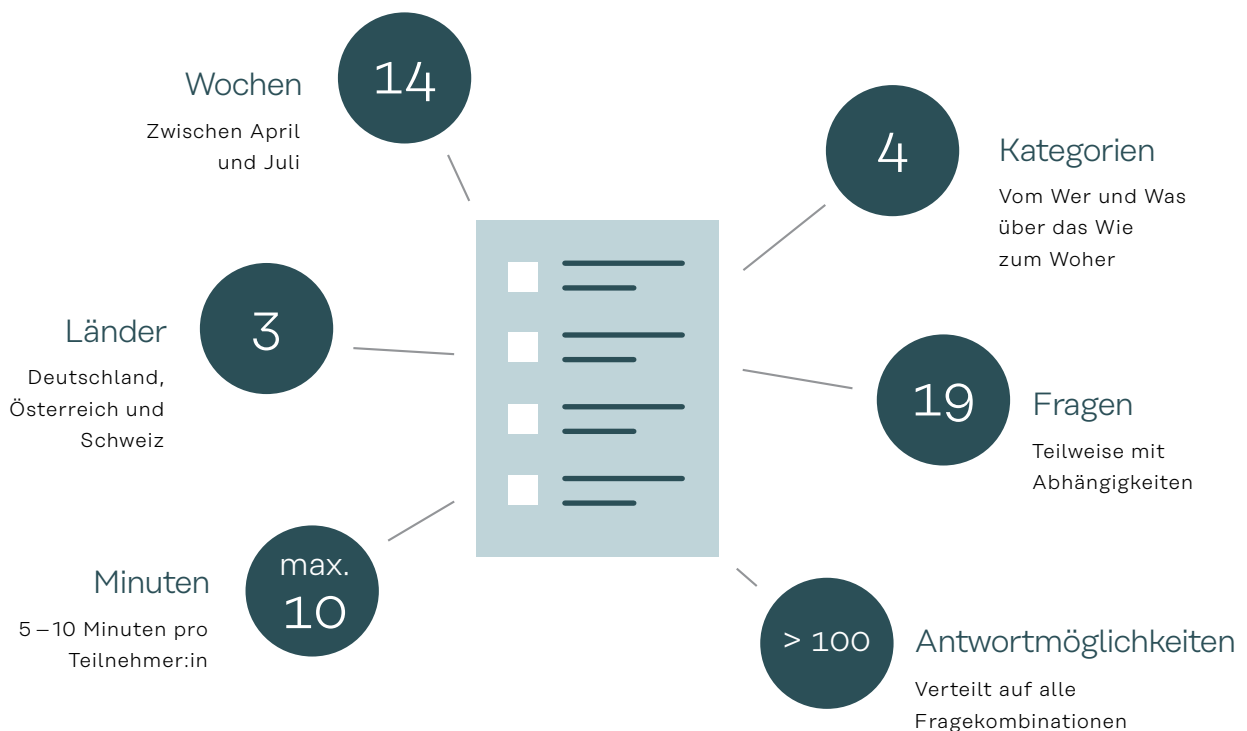 14
Wochen
Zwischen April
und Juli
3
Länder
Deutschland,
Österreich und
Schweiz
max.
10
Minuten
5–10 Minuten pro
Teilnehmer:in
4
Kategorien
Vom Wer und Was
über das Wie
zum Woher
19
Fragen
Teilweise mit
Abhängigkeiten
> 100
Antwortmöglichkeiten
Verteilt auf alle
Fragekombinationen